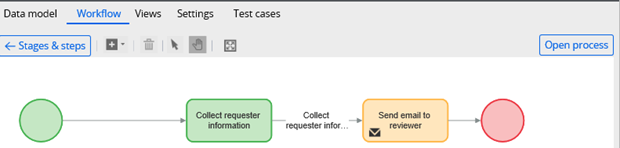 Data model Workflow Views Settings Test cases
← Stages & steps Open process
Collect requester
information
Collect
requester infor...
Send email to
reviewer